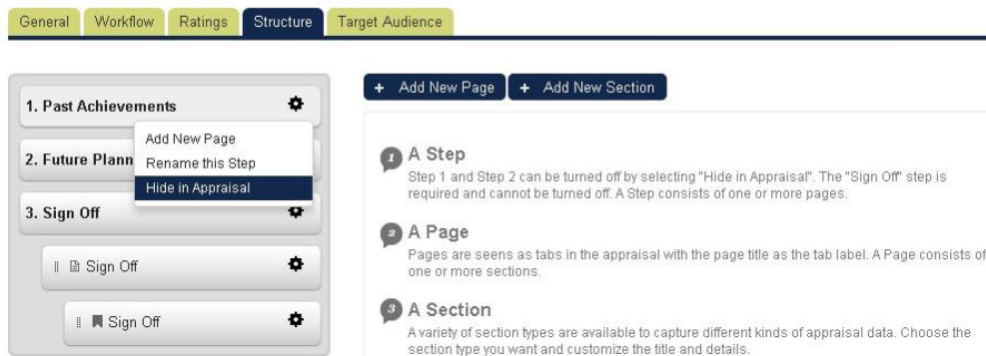 General Workflow Ratings Structure Target Audience
+ Add New Page + Add New Section
1. Past Achievements
Add New Page
Rename this Step
Hide in Appraisal
2. Future Plann
3. Sign Off
Sign Off
Sign Off
1 A Step
Step 1 and Step 2 can be turned off by selecting "Hide in Appraisal". The "Sign Off" step is
required and cannot be turned off. A Step consists of one or more pages.
2 A Page
Pages are seens as tabs in the appraisal with the page title as the tab label. A Page consists of
one or more sections.
3 A Section
A variety of section types are available to capture different kinds of appraisal data. Choose the
section type you want and customize the title and details.